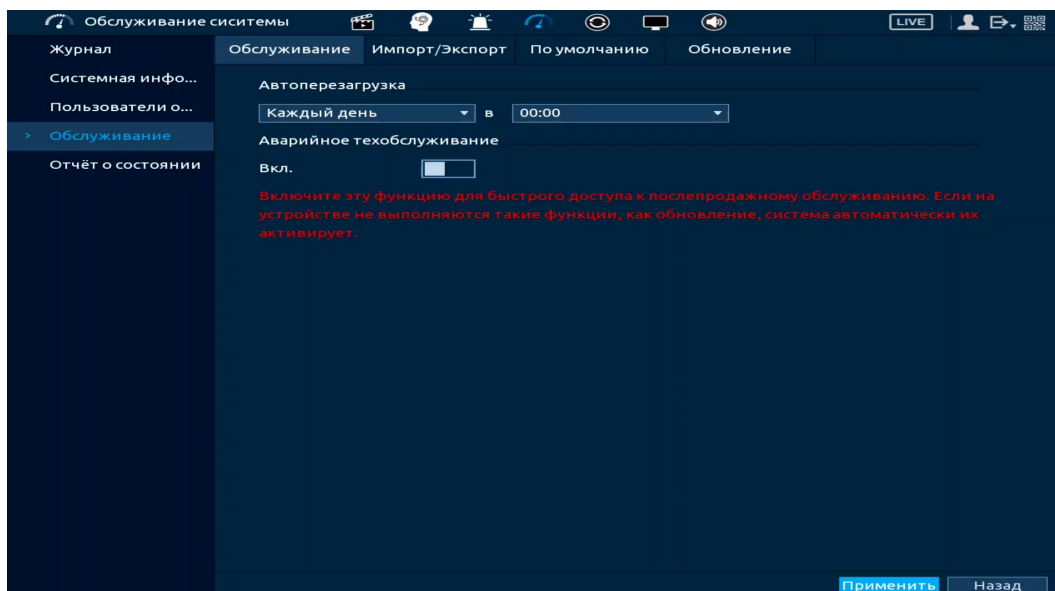 Обслуживание сиситемы
LIVE
Журнал
Системная инфо...
Пользователи о...
Обслуживание
Отчёт о состоянии
Обслуживание Импорт/Экспорт По умолчанию Обновление
Автоперезагрузка
Каждый день в 00:00
Аварийное техобслуживание
Вкл.
Включите эту функцию для быстрого доступа к послепродажному обслуживанию. Если на
устройстве не выполняются такие функции, как обновление, система автоматически их
активирует.
Применить Назад